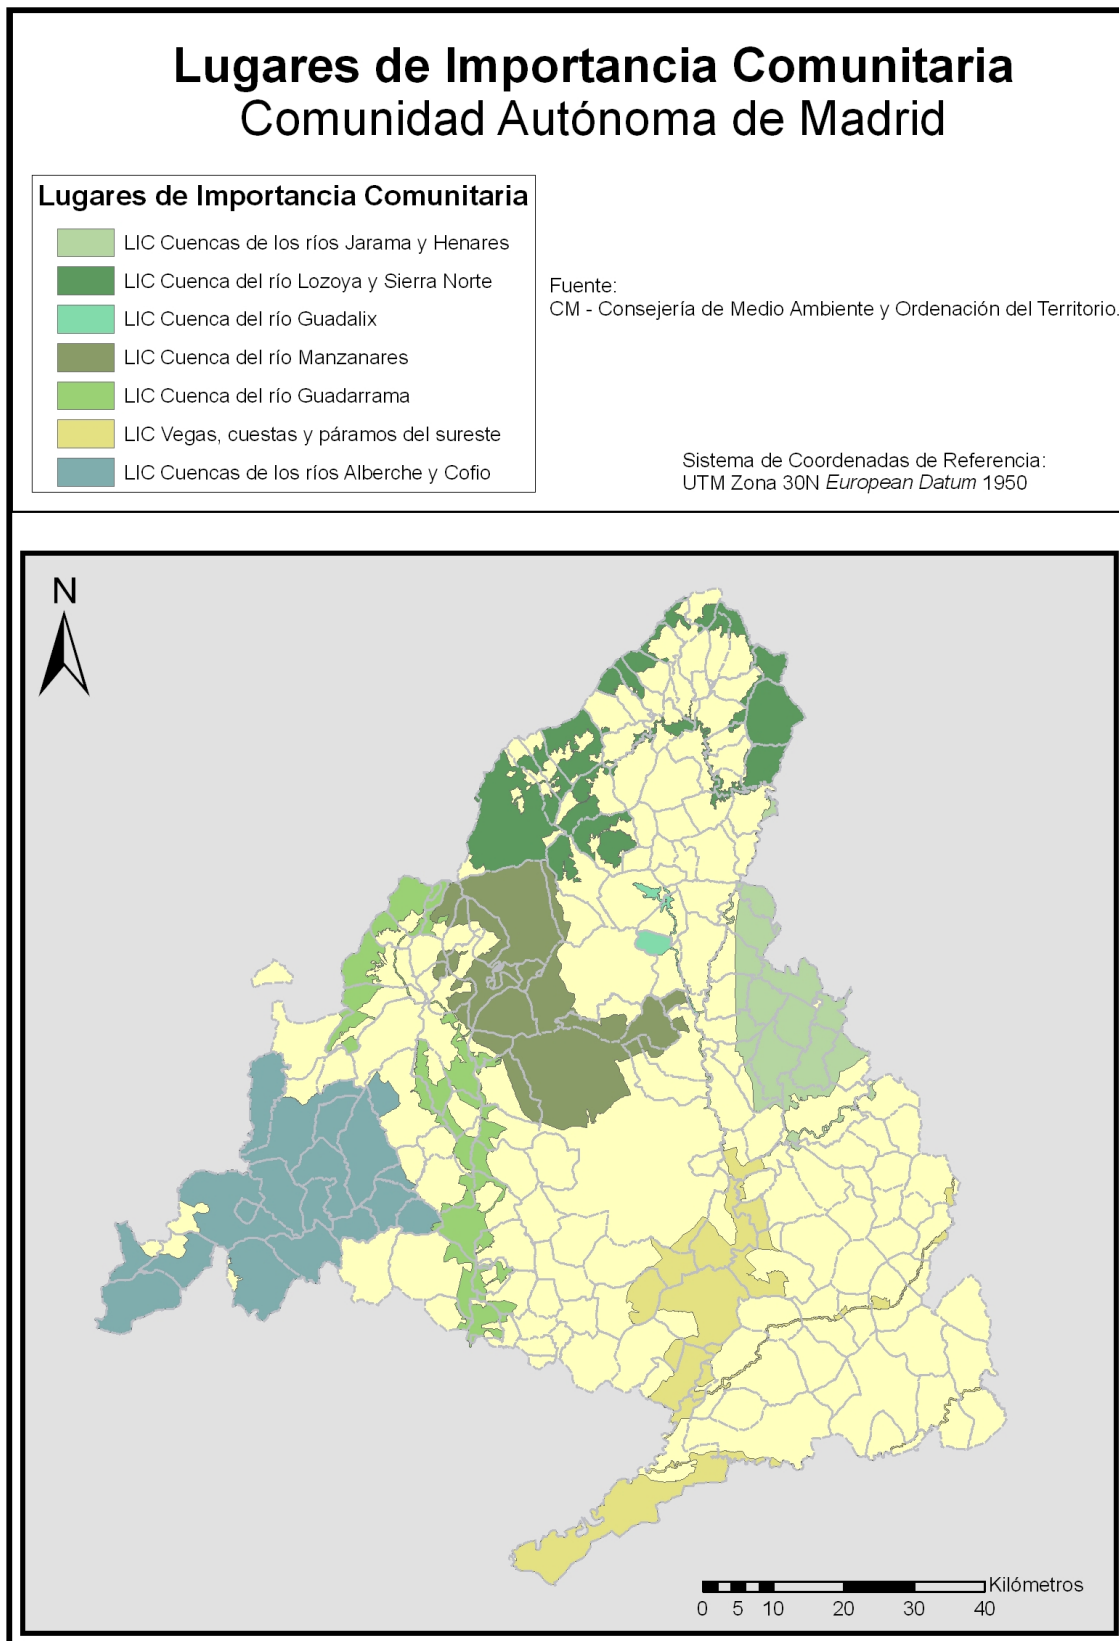 Lugares de Importancia Comunitaria
Comunidad Autónoma de Madrid
Lugares de Importancia Comunitaria
LIC Cuencas de los ríos Jarama y Henares
LIC Cuenca del río Lozoya y Sierra Norte
LIC Cuenca del río Guadalix
LIC Cuenca del río Manzanares
LIC Cuenca del río Guadarrama
LIC Vegas, cuestas y páramos del sureste
LIC Cuencas de los ríos Alberche y Cofio
Fuente:
CM - Consejería de Medio Ambiente y Ordenación del Territorio.
Sistema de Coordenadas de Referencia:
UTM Zona 30N European Datum 1950
N
Kilómetros
0 5 10 20 30 40